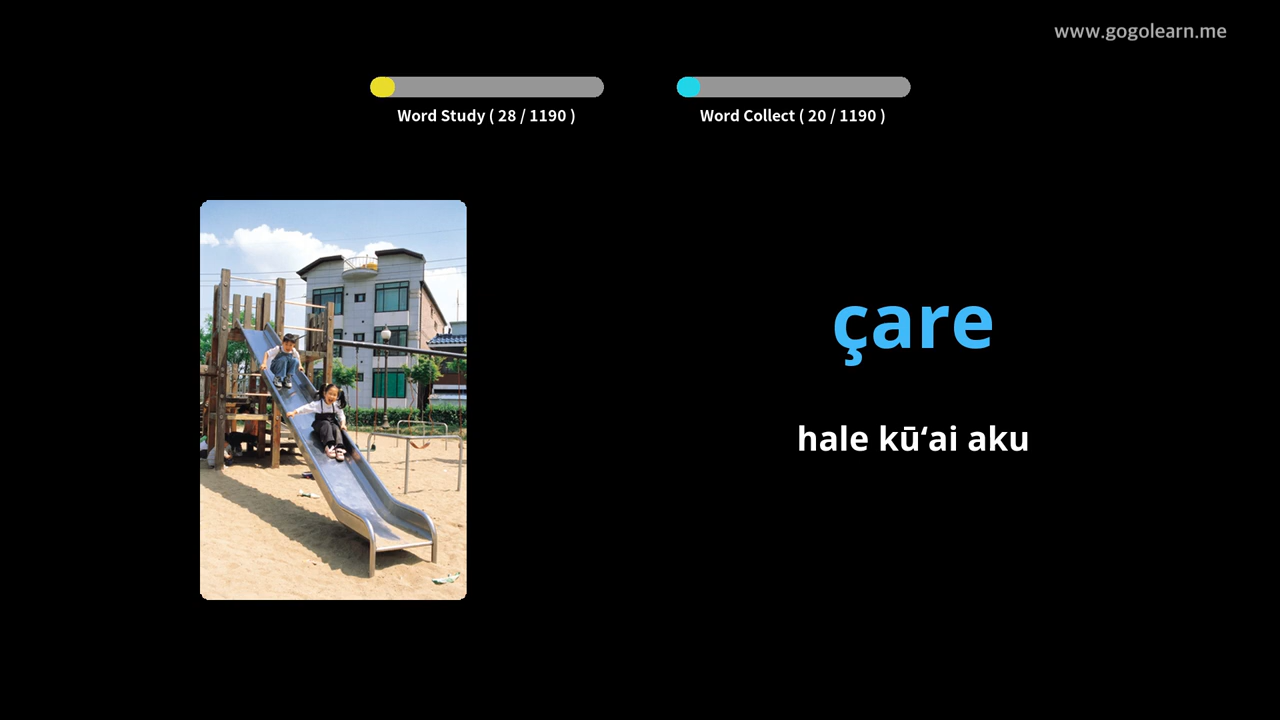 www.gogolearn.me
Word Study ( 28 / 1190 )
Word Collect ( 20 / 1190 )
çare
hale kūʻai aku